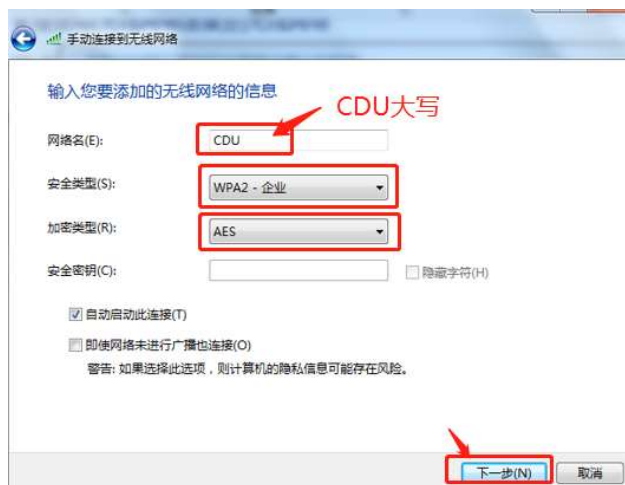 手动连接到无线网络
输入您要添加的无线网络的信息
CDU大写
网络名(E):
CDU
安全类型(S):
WPA2 - 企业
加密类型(R):
AES
安全密钥(C):
隐藏字符(H)
自动启动此连接(T)
即使网络未进行广播也连接(O)
警告: 如果选择此选项，则计算机的隐私信息可能存在风险。
下一步(N)
取消